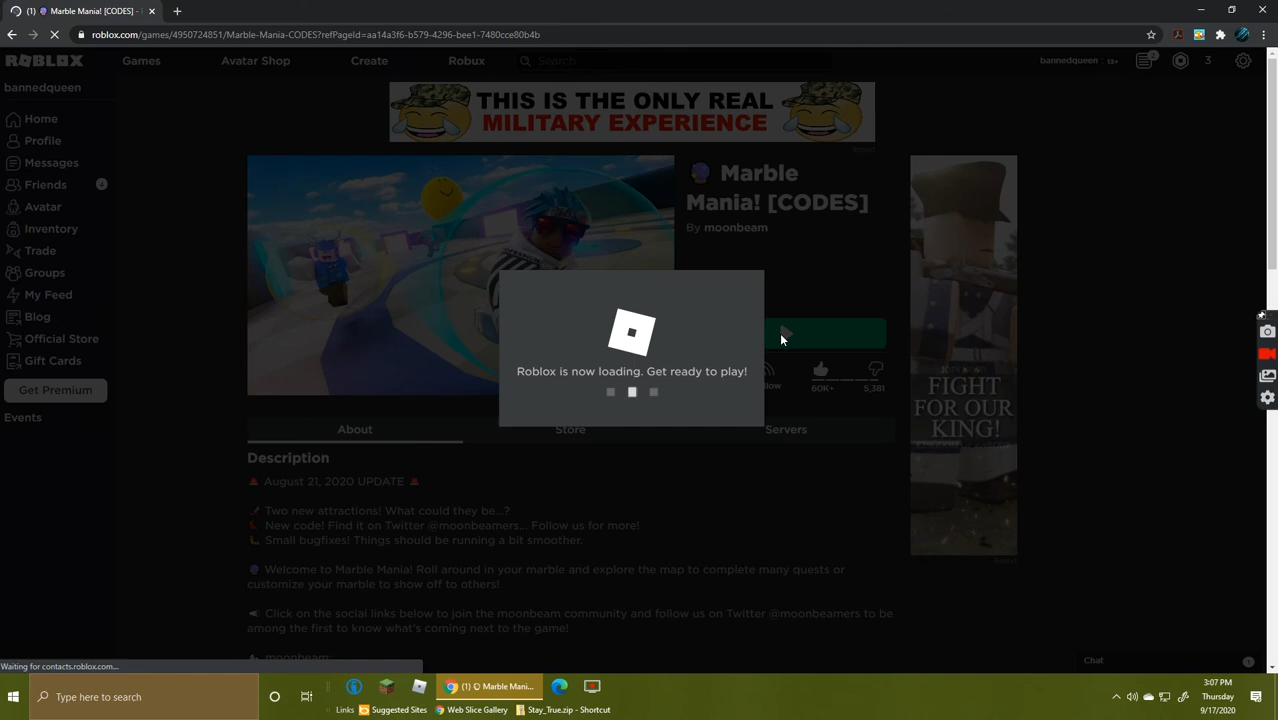 (1) Marble Mania! [CODES] -
roblox.com/games/4950724851/Marble-Mania-CODES?refPageId=aa14a3f6-b579-4296-bee1-7480cce80b4b
ROBLOX
Games
Avatar Shop
Create
Robux
Search
bannedqueen : 13+
2
3
bannedqueen
Home
Profile
Messages
Friends
4
Avatar
Inventory
Trade
Groups
My Feed
Blog
Official Store
Gift Cards
Get Premium
Events
THIS IS THE ONLY REAL
MILITARY EXPERIENCE
Report
Marble
Mania! [CODES]
By moonbeam
Roblox is now loading. Get ready to play!
60K+
5,381
FIGHT
FOR OUR
KING!
Report
About
Store
Servers
Description
August 21, 2020 UPDATE
Two new attractions! What could they be...?
New code! Find it on Twitter @moonbeamers... Follow us for more!
Small bugfixes! Things should be running a bit smoother.
Welcome to Marble Mania! Roll around in your marble and explore the map to complete many quests or
customize your marble to show off to others!
Click on the social links below to join the moonbeam community and follow us on Twitter @moonbeamers to be
among the first to know what's coming next to the game!
moonbeam:
Waiting for contacts.roblox.com...
Chat
1
Type here to search
(1) Marble Mani...
Links
Suggested Sites
Web Slice Gallery
Stay_True.zip - Shortcut
3:07 PM
Thursday
9/17/2020